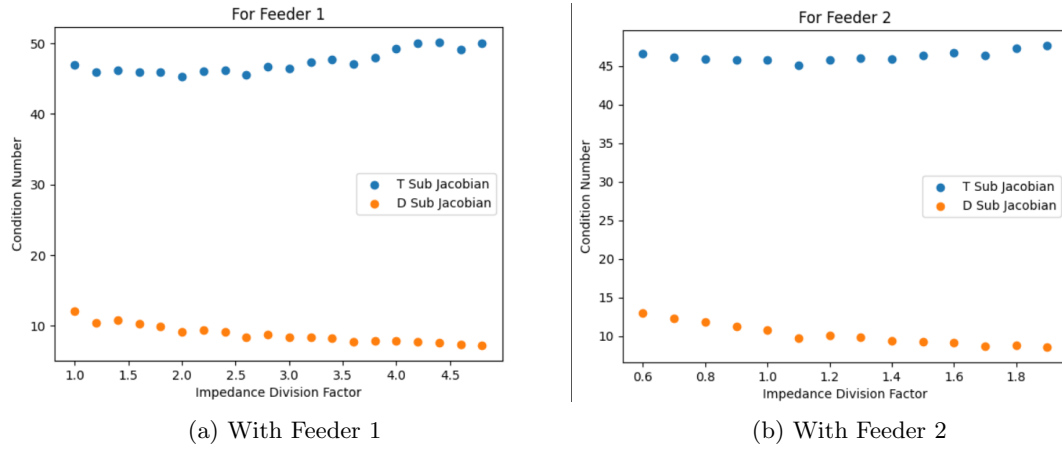 For Feeder 1
Condition Number
50
40
30
20
10
T Sub Jacobian
D Sub Jacobian
1.0 1.5 2.0 2.5 3.0 3.5 4.0 4.5
Impedance Division Factor
(a) With Feeder 1
For Feeder 2
Condition Number
45
40
35
30
25
20
15
10
T Sub Jacobian
D Sub Jacobian
0.6 0.8 1.0 1.2 1.4 1.6 1.8
Impedance Division Factor
(b) With Feeder 2